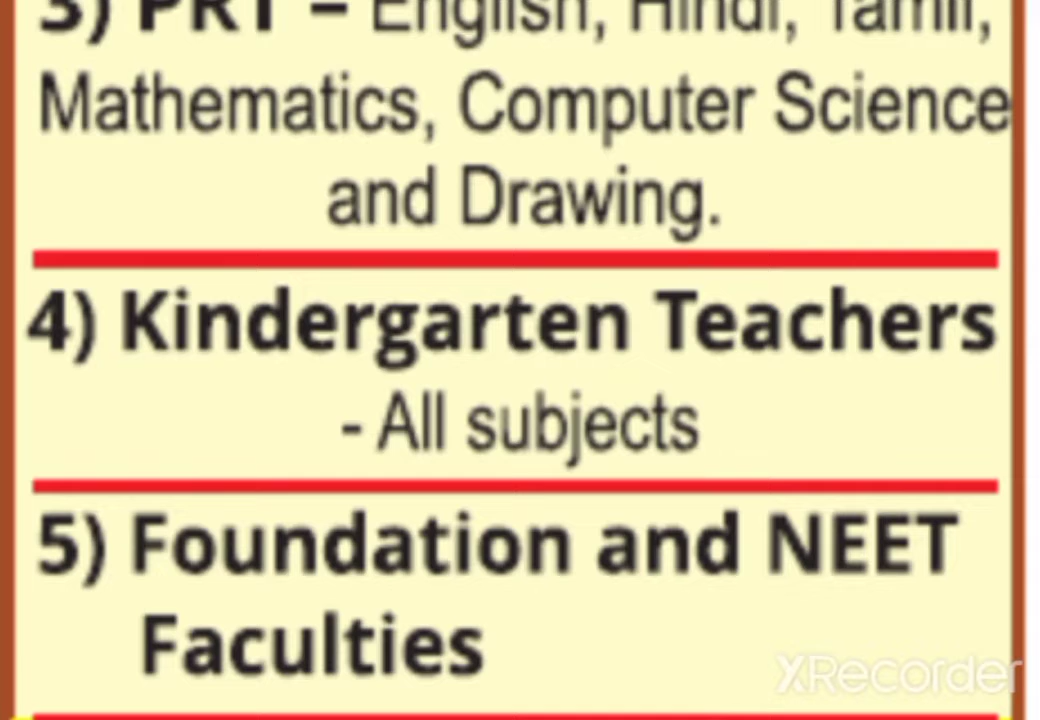 3) PRT – English, Hindi, Tamil,
Mathematics, Computer Science
and Drawing.
4) Kindergarten Teachers
- All subjects
5) Foundation and NEET
Faculties
XRecorder